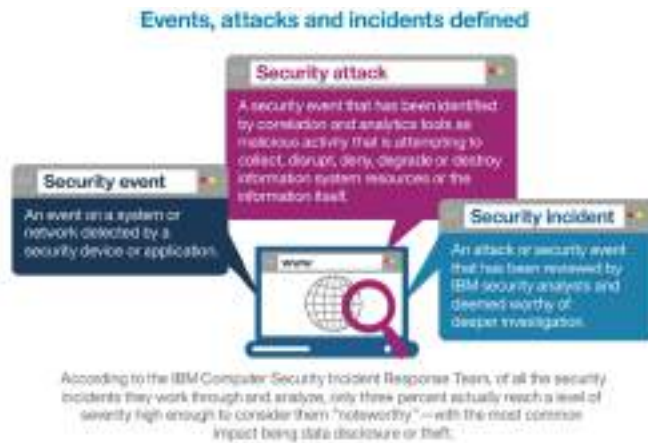 Events, attacks and incidents defined
Security attack
A security event that has been identified
by correlation and analytics tools as
malicious activity that is attempting to
collect, disrupt, deny, degrade or destroy
information system resources or the
information itself.
Security event
An event on a system or
network detected by a
security device or application.
Security incident
An attack or security event
that has been reviewed by
IBM security analysts and
deemed worthy of
deeper investigation.
www
According to the IBM Computer Security Incident Response Team, of all the security
incidents they work through and analyze, only three percent actually reach a level of
severity high enough to consider them "noteworthy"—with the most common
impact being data disclosure or theft.